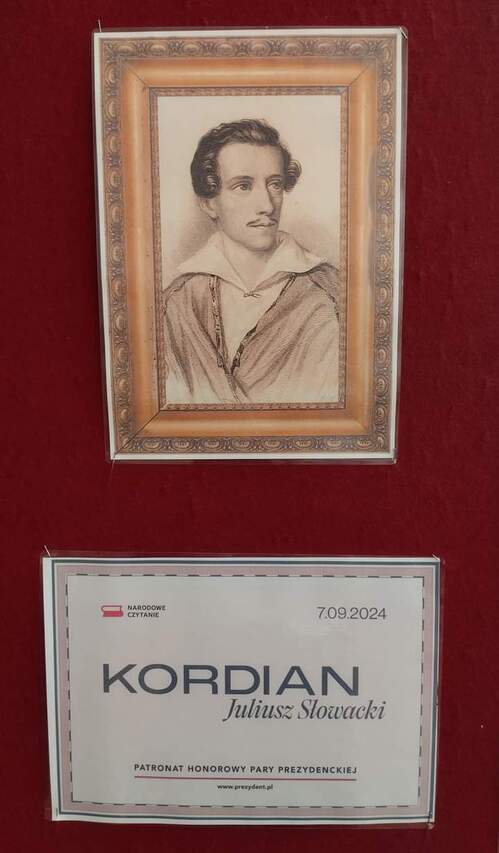 NARODOWE
CZYTANIE
7.09.2024
KORDIAN
Juliusz Słowacki
PATRONAT HONOROWY PARY PREZYDENCKIEJ
www.prezydent.pl